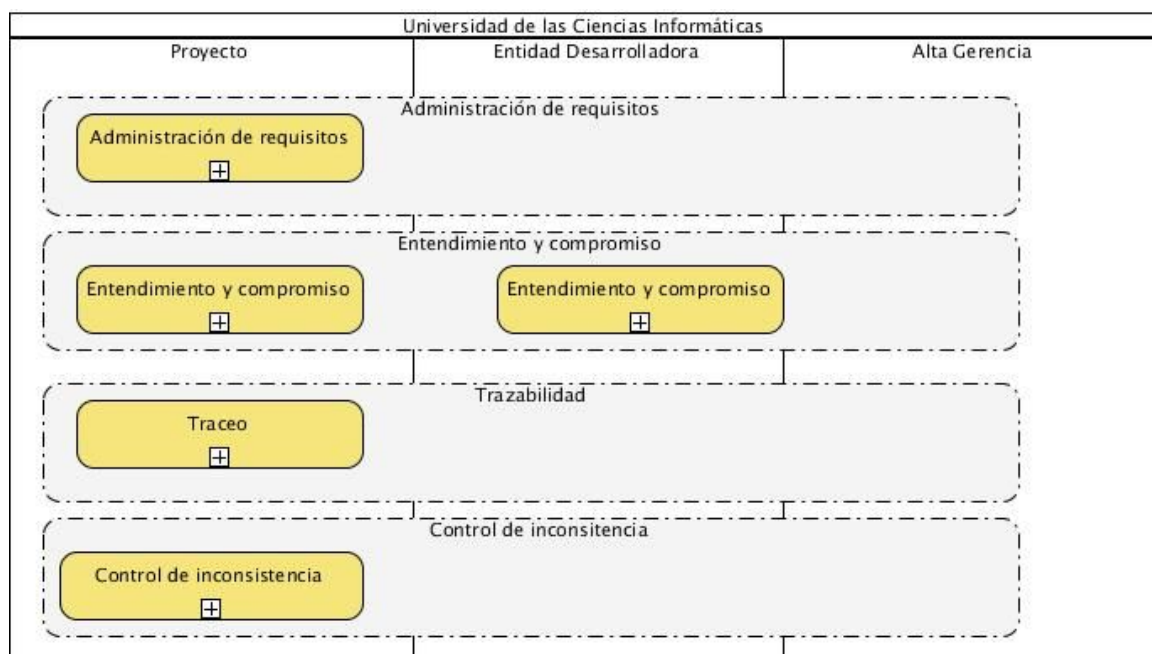 Universidad de las Ciencias Informáticas
Proyecto
Entidad Desarrolladora
Alta Gerencia
Administración de requisitos
Administración de requisitos
Entendimiento y compromiso
Entendimiento y compromiso
Entendimiento y compromiso
Trazabilidad
Traceo
Control de inconsitencia
Control de inconsistencia